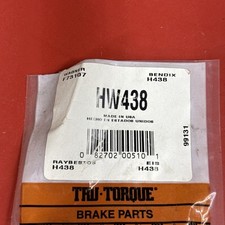 F75197
BENDIX
H438
HW438
MADE IN USA
HECHO EN ESTADOS UNIDOS
99131
0 82702 00510 1
RAYBESTOS
H438
EIS
H438
TRU-TORQUE
BRAKE PARTS